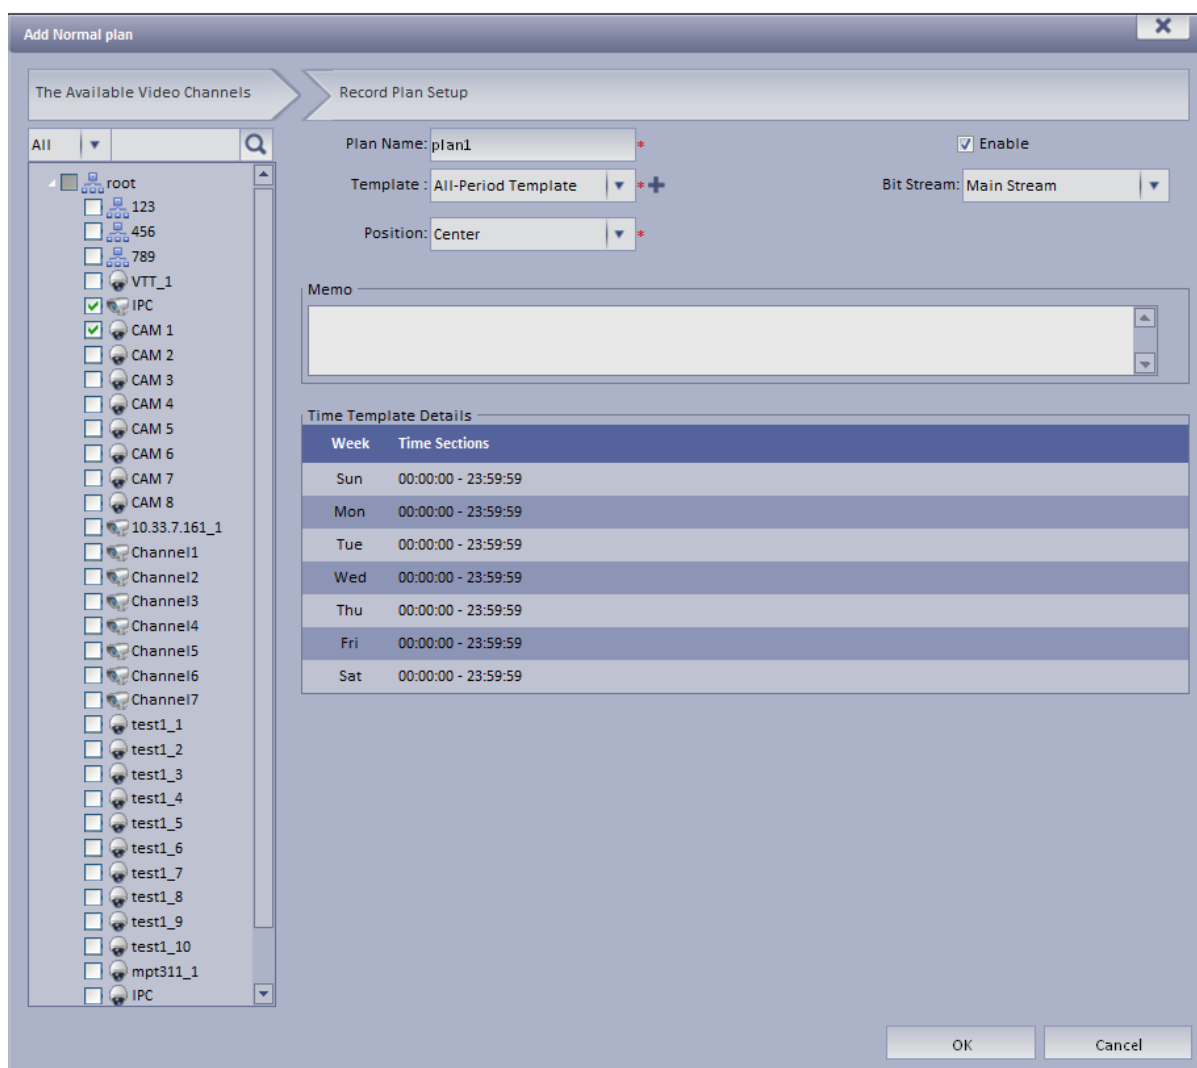 Add Normal plan
The Available Video Channels
Record Plan Setup
All
root
123
456
789
VTT_1
IPC
CAM 1
CAM 2
CAM 3
CAM 4
CAM 5
CAM 6
CAM 7
CAM 8
10.33.7.161_1
Channel1
Channel2
Channel3
Channel4
Channel5
Channel6
Channel7
test1_1
test1_2
test1_3
test1_4
test1_5
test1_6
test1_7
test1_8
test1_9
test1_10
mpt311_1
IPC
Plan Name: plan1 *
Enable
Template : All-Period Template *
Bit Stream: Main Stream
Position: Center *
Memo
Time Template Details
Week Time Sections
Sun 00:00:00 - 23:59:59
Mon 00:00:00 - 23:59:59
Tue 00:00:00 - 23:59:59
Wed 00:00:00 - 23:59:59
Thu 00:00:00 - 23:59:59
Fri 00:00:00 - 23:59:59
Sat 00:00:00 - 23:59:59
OK Cancel